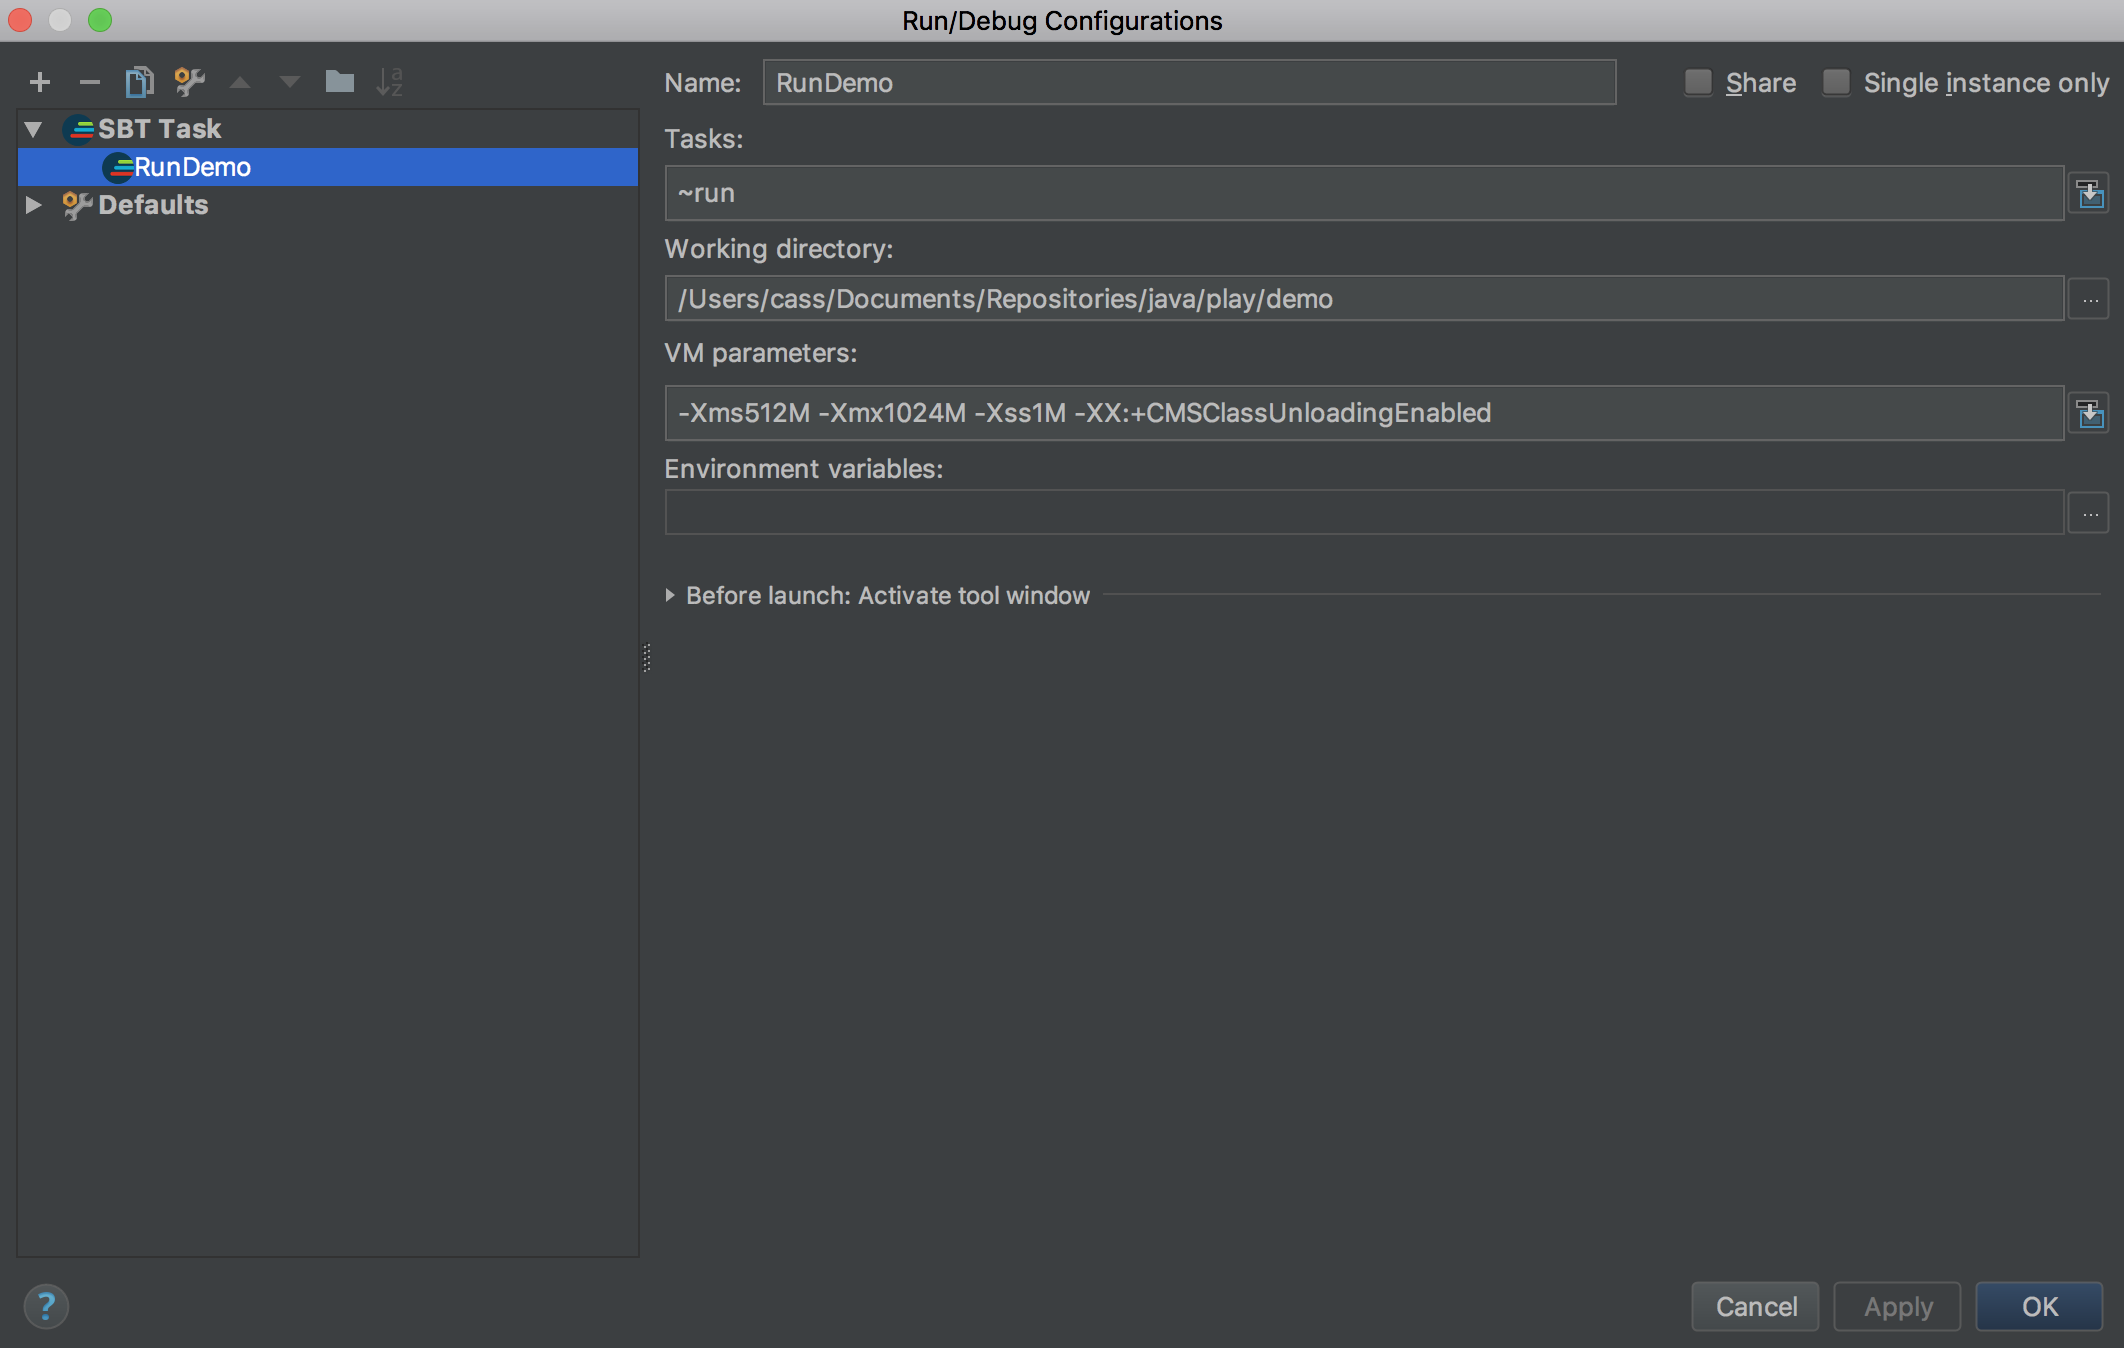 Run/Debug Configurations
Name: RunDemo Share Single instance only
SBT Task
RunDemo
Defaults
Tasks:
~run
Working directory:
/Users/cass/Documents/Repositories/java/play/demo
...
VM parameters:
-Xms512M -Xmx1024M -Xss1M -XX:+CMSClassUnloadingEnabled
Environment variables:
...
Before launch: Activate tool window
? Cancel Apply OK